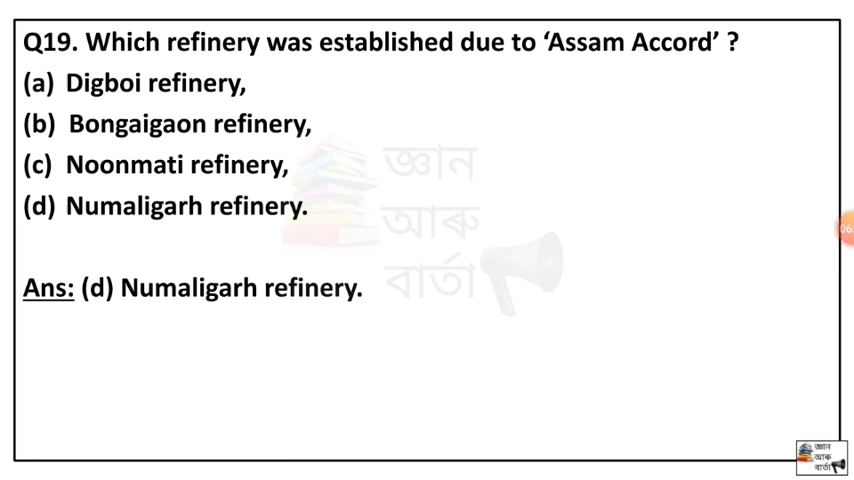 Q19. Which refinery was established due to ‘Assam Accord’ ?
(a) Digboi refinery,
(b) Bongaigaon refinery,
(c) Noonmati refinery,
(d) Numaligarh refinery.
জ্ঞান
আৰু
বাৰ্তা
06
Ans: (d) Numaligarh refinery.
জ্ঞান
আৰু
বাৰ্তা